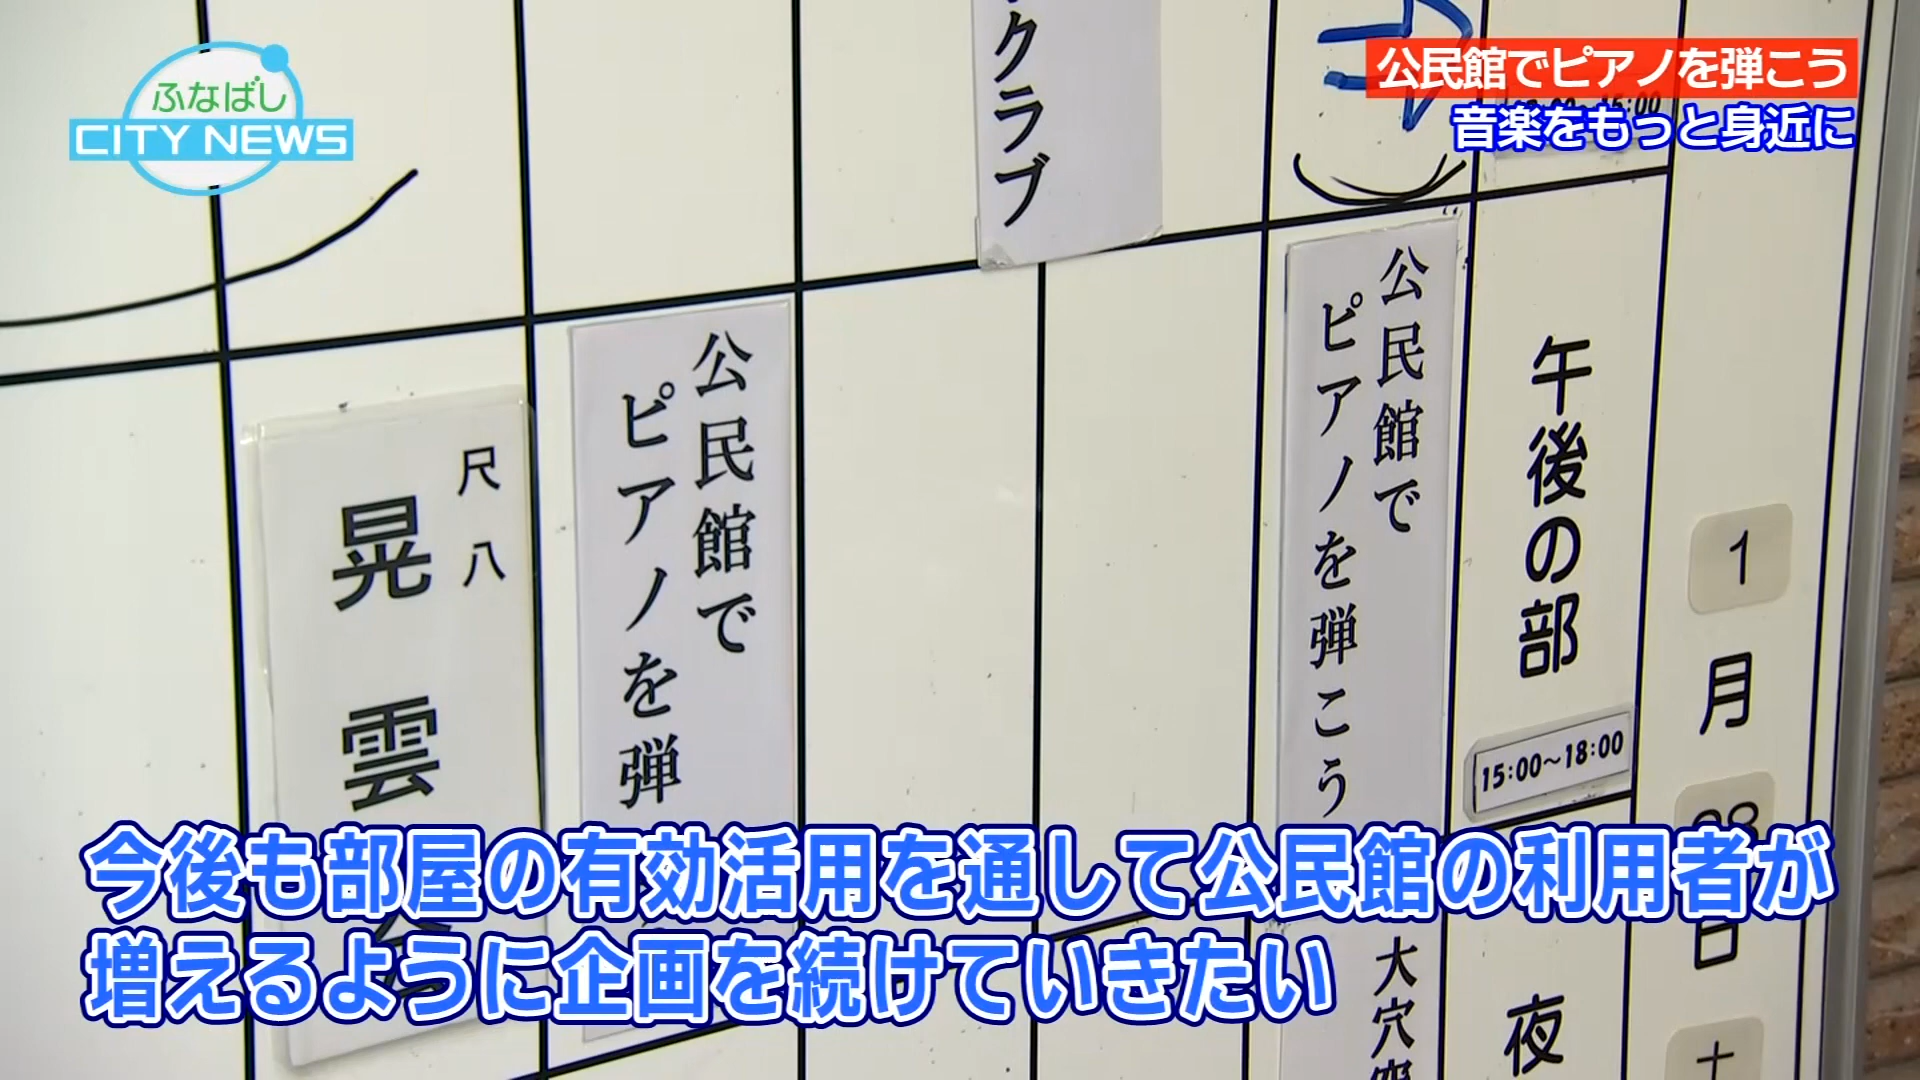 ふなばし
CITY NEWS
公民館でピアノを弾こう
音楽をもっと身近に
クラブ
公民館で
ピアノを弾こう
午後の部
15:00～18:00
1
月
日
土
夜
大穴
公民館で
ピアノを弾
尺八
晃雲会
今後も部屋の有効活用を通して公民館の利用者が
増えるように企画を続けていきたい